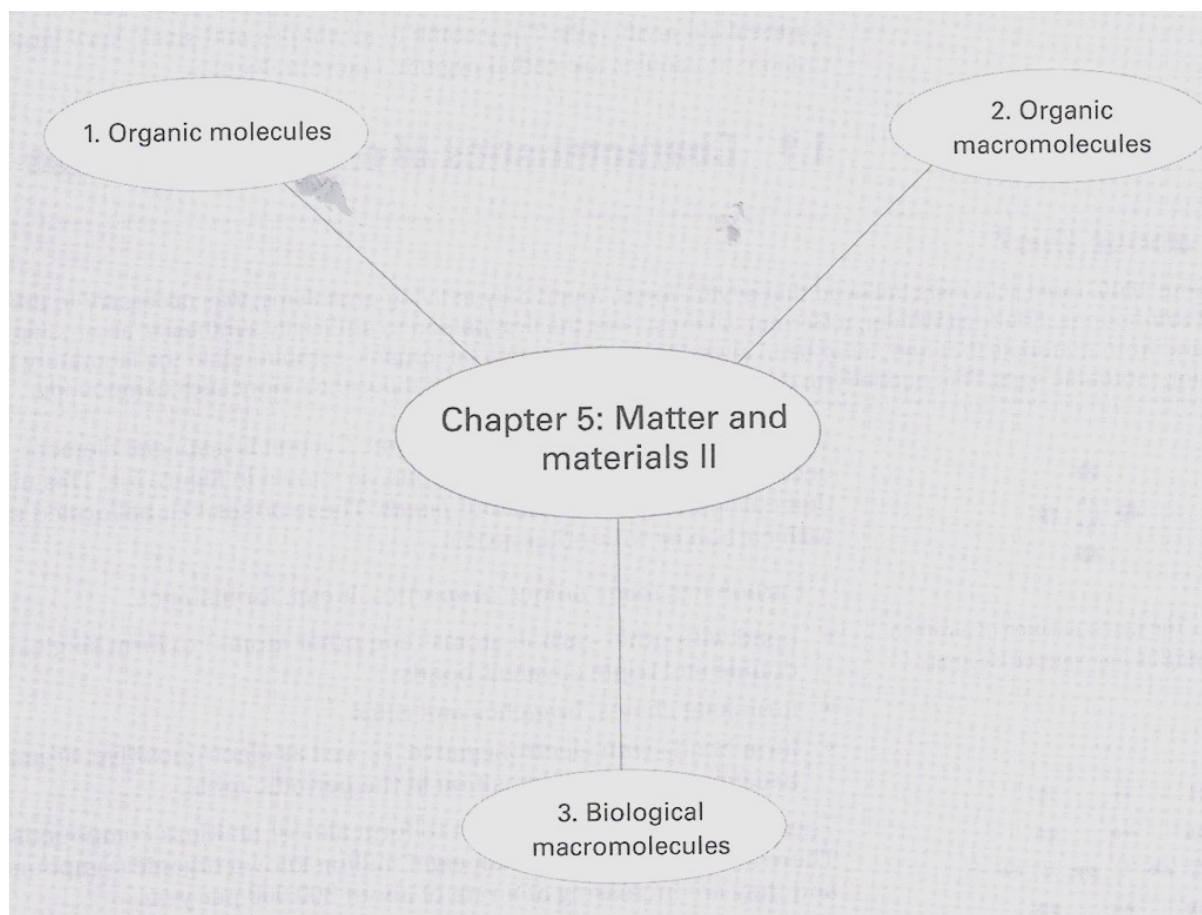 1. Organic molecules
2. Organic
macromolecules
Chapter 5: Matter and
materials II
3. Biological
macromolecules